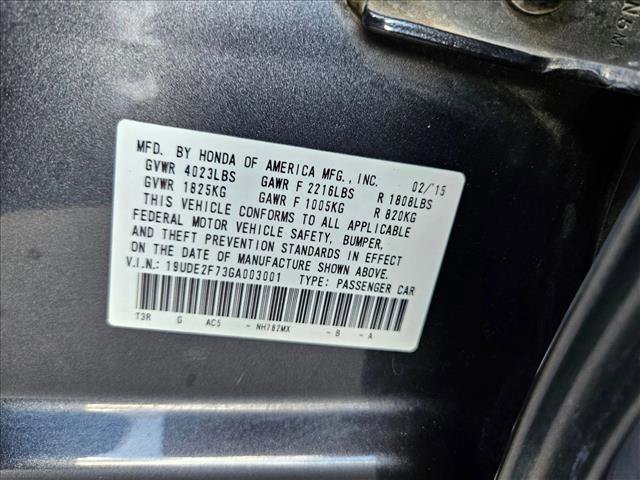 N6M
MFD. BY HONDA OF AMERICA MFG., INC. 02/'15
GVWR 4023LBS GAWR F 2216LBS R 1806LBS
GVWR 1825KG GAWR F 1005KG R 820KG
THIS VEHICLE CONFORMS TO ALL APPLICABLE
FEDERAL MOTOR VEHICLE SAFETY, BUMPER,
AND THEFT PREVENTION STANDARDS IN EFFECT
ON THE DATE OF MANUFACTURE SHOWN ABOVE.
V.I.N.: 19UDE2F73GA003001 TYPE: PASSENGER CAR
T3R G AC5 - NH782MX - B - A